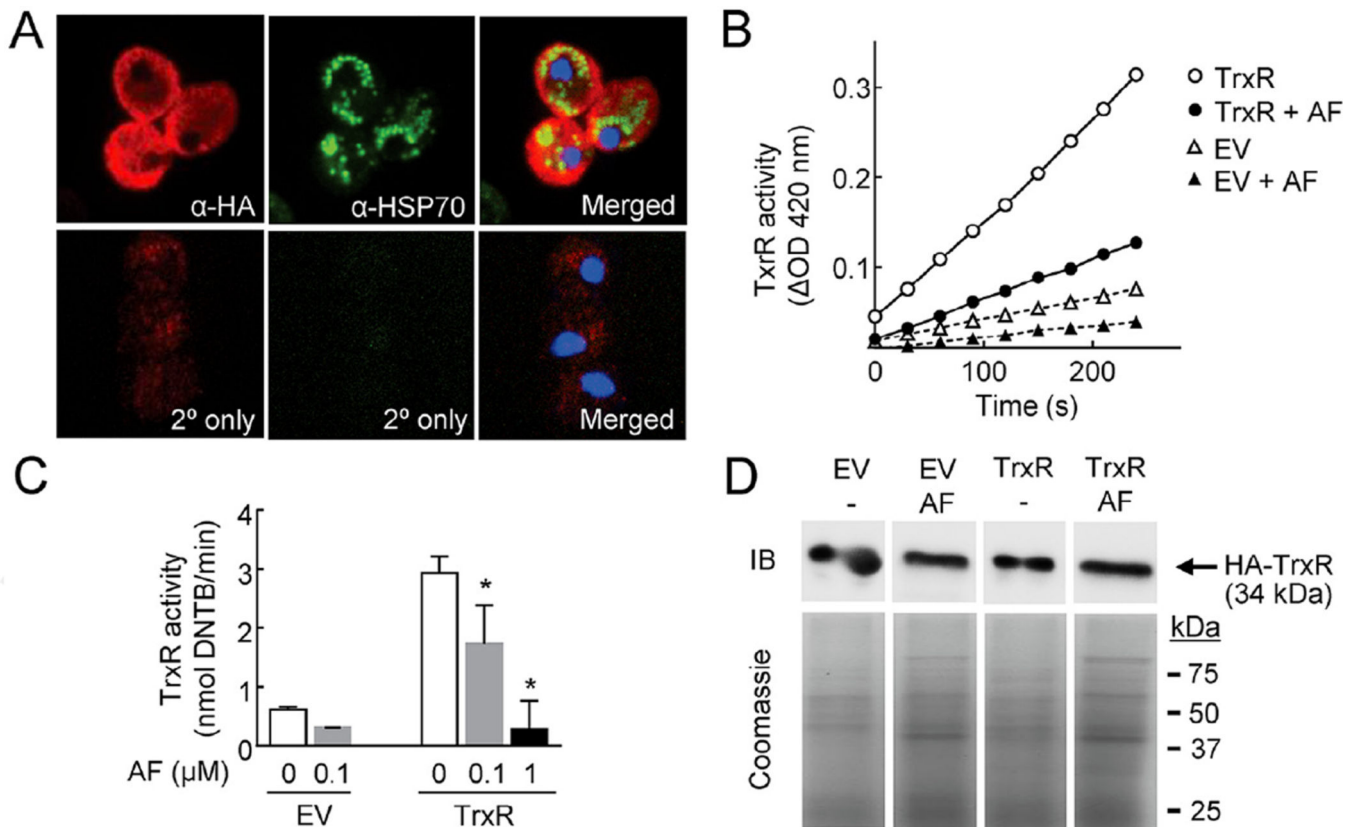 A
α-HA
α-HSP70
Merged
2º only
2º only
Merged
B
TxrR activity
(ΔOD 420 nm)
0.3
0.2
0.1
0
100
200
Time (s)
TrxR
TrxR + AF
EV
EV + AF
C
TrxR activity
(nmol DNTB/min)
4
3
2
1
0
*
*
AF (µM)
0
0.1
0
0.1
1
EV
TrxR
D
EV
EV
TrxR
TrxR
-
AF
-
AF
IB
HA-TrxR
(34 kDa)
Coomassie
kDa
75
50
37
25